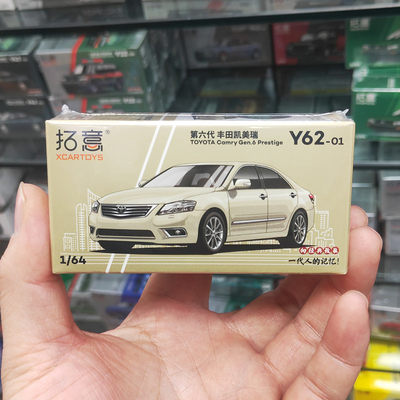 拓意
XCARTOYS
第六代 丰田凯美瑞
TOYOTA Camry Gen.6 Prestige
Y62-01
1/64
一代人的记忆!